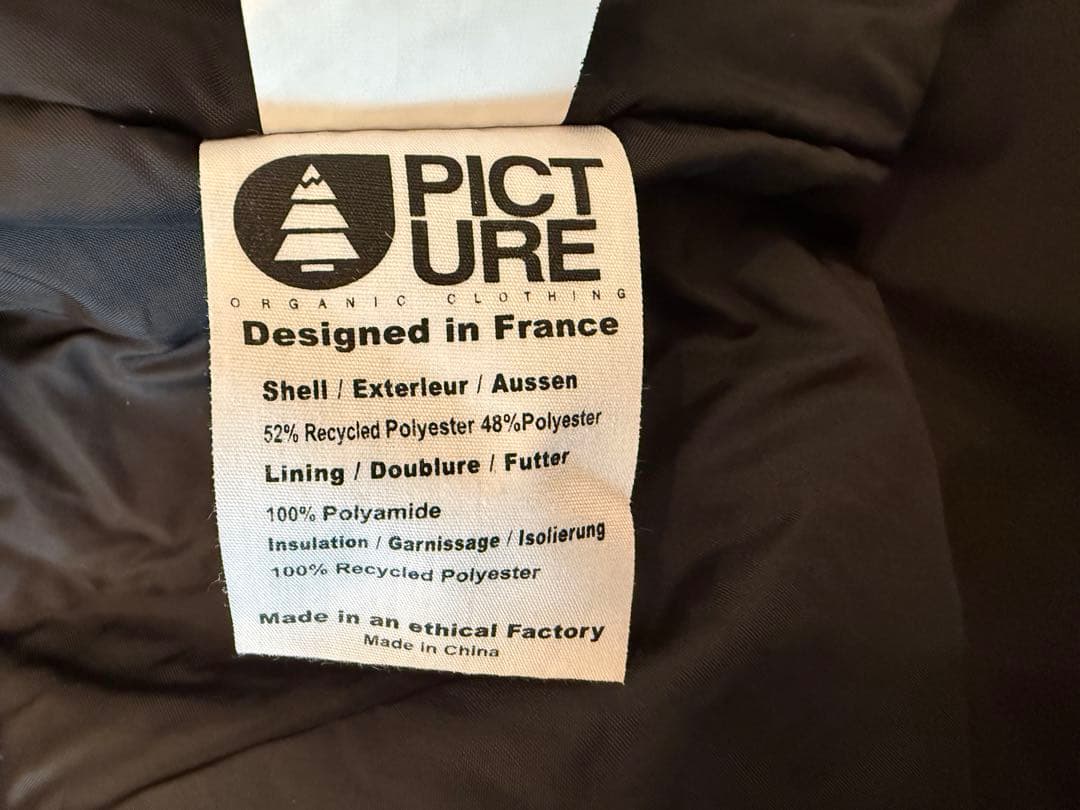 PICT
URE
ORGANIC CLOTHING
Designed in France
Shell / Exterieur / Aussen
52% Recycled Polyester 48%Polyester
Lining / Doublure / Futter
100% Polyamide
Insulation / Garnissage / Isolierung
100% Recycled Polyester
Made in an ethical Factory
Made in China